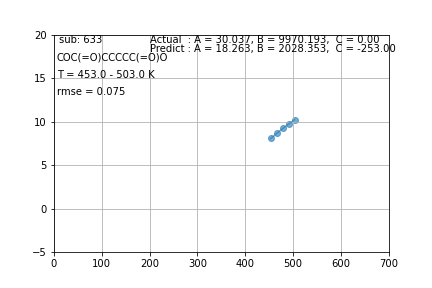 sub: 633
Actual : A = 30.037, B = 9970.193, C = 0.00
Predict : A = 18.263, B = 2028.353, C = -253.00
COC(=O)CCCCC(=O)O
T = 453.0 - 503.0 K
rmse = 0.075
20
15
10
5
0
−5
0 100 200 300 400 500 600 700